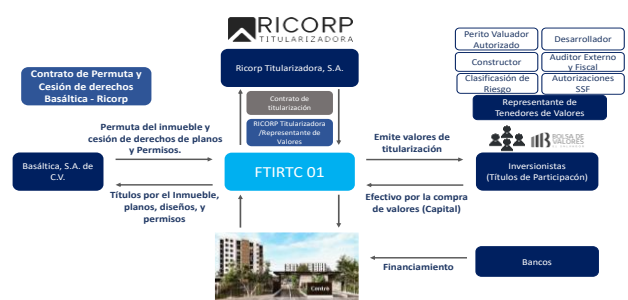 RICORP
TITULARIZADORA
Ricorp Titularizadora, S.A.
Contrato de Permuta y
Cesión de derechos
Basáltica - Ricorp
Perito Valuador
Autorizado
Desarrollador
Constructor
Auditor Externo
y Fiscal
Clasificación de
Riesgo
Autorizaciones
SSF
Representante de
Tenedores de Valores
Contrato de
titularización
RICORP Titularizadora
/Representante de
Valores
Permuta del inmueble y
cesión de derechos de planos
y Permisos.
Emite valores de
titularización
BOLSA DE
VALORES
Basáltica, S.A. de
C.V.
FTIRTC 01
Inversionistas
(Títulos de Participacón)
Títulos por el Inmueble,
planos, diseños, y
permisos
Efectivo por la compra
de valores (Capital)
Financiamiento
Bancos